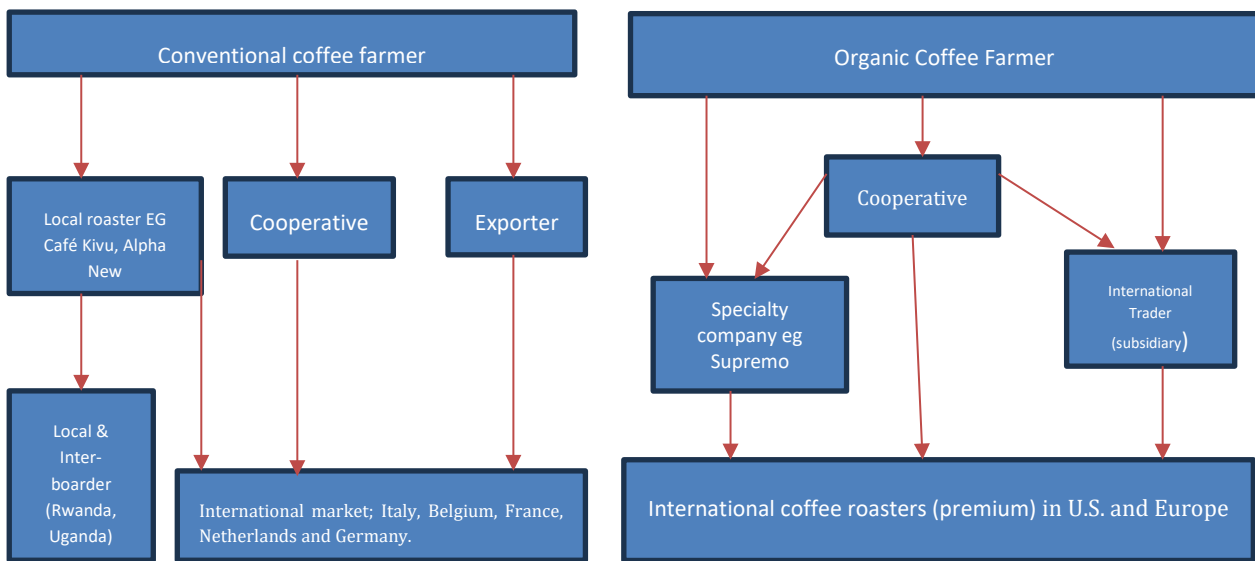 Conventional coffee farmer
Local roaster EG
Café Kivu, Alpha
New
Cooperative
Exporter
Local &
Inter-
boarder
(Rwanda,
Uganda)
International market; Italy, Belgium, France,
Netherlands and Germany.
Organic Coffee Farmer
Cooperative
Specialty
company eg
Supremo
International
Trader
(subsidiary)
International coffee roasters (premium) in U.S. and Europe